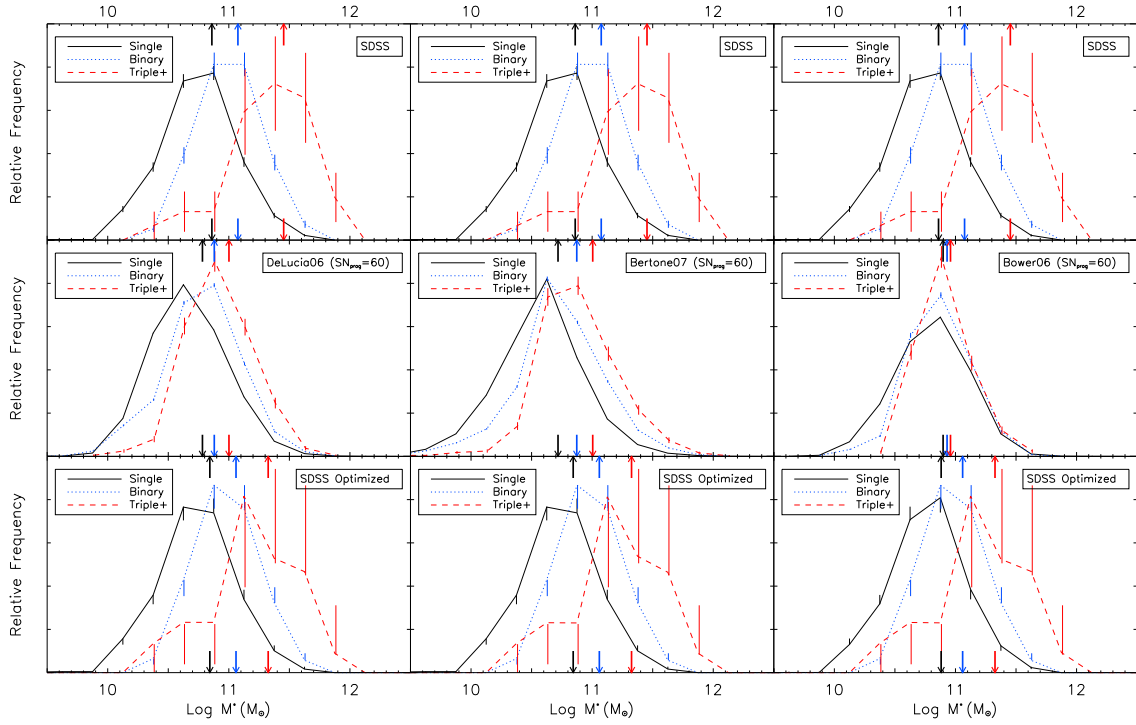 10 11 12 10 11 12 10 11 12
Relative Frequency
Single
Binary
Triple+
SDSS
Single
Binary
Triple+
SDSS
Single
Binary
Triple+
SDSS
Relative Frequency
Single
Binary
Triple+
DeLucia06 (SNprog=60)
Single
Binary
Triple+
Bertone07 (SNprog=60)
Single
Binary
Triple+
Bower06 (SNprog=60)
Relative Frequency
Single
Binary
Triple+
SDSS Optimized
Single
Binary
Triple+
SDSS Optimized
Single
Binary
Triple+
SDSS Optimized
10 11 12 10 11 12 10 11 12
Log M*(M⊙) Log M*(M⊙) Log M*(M⊙)